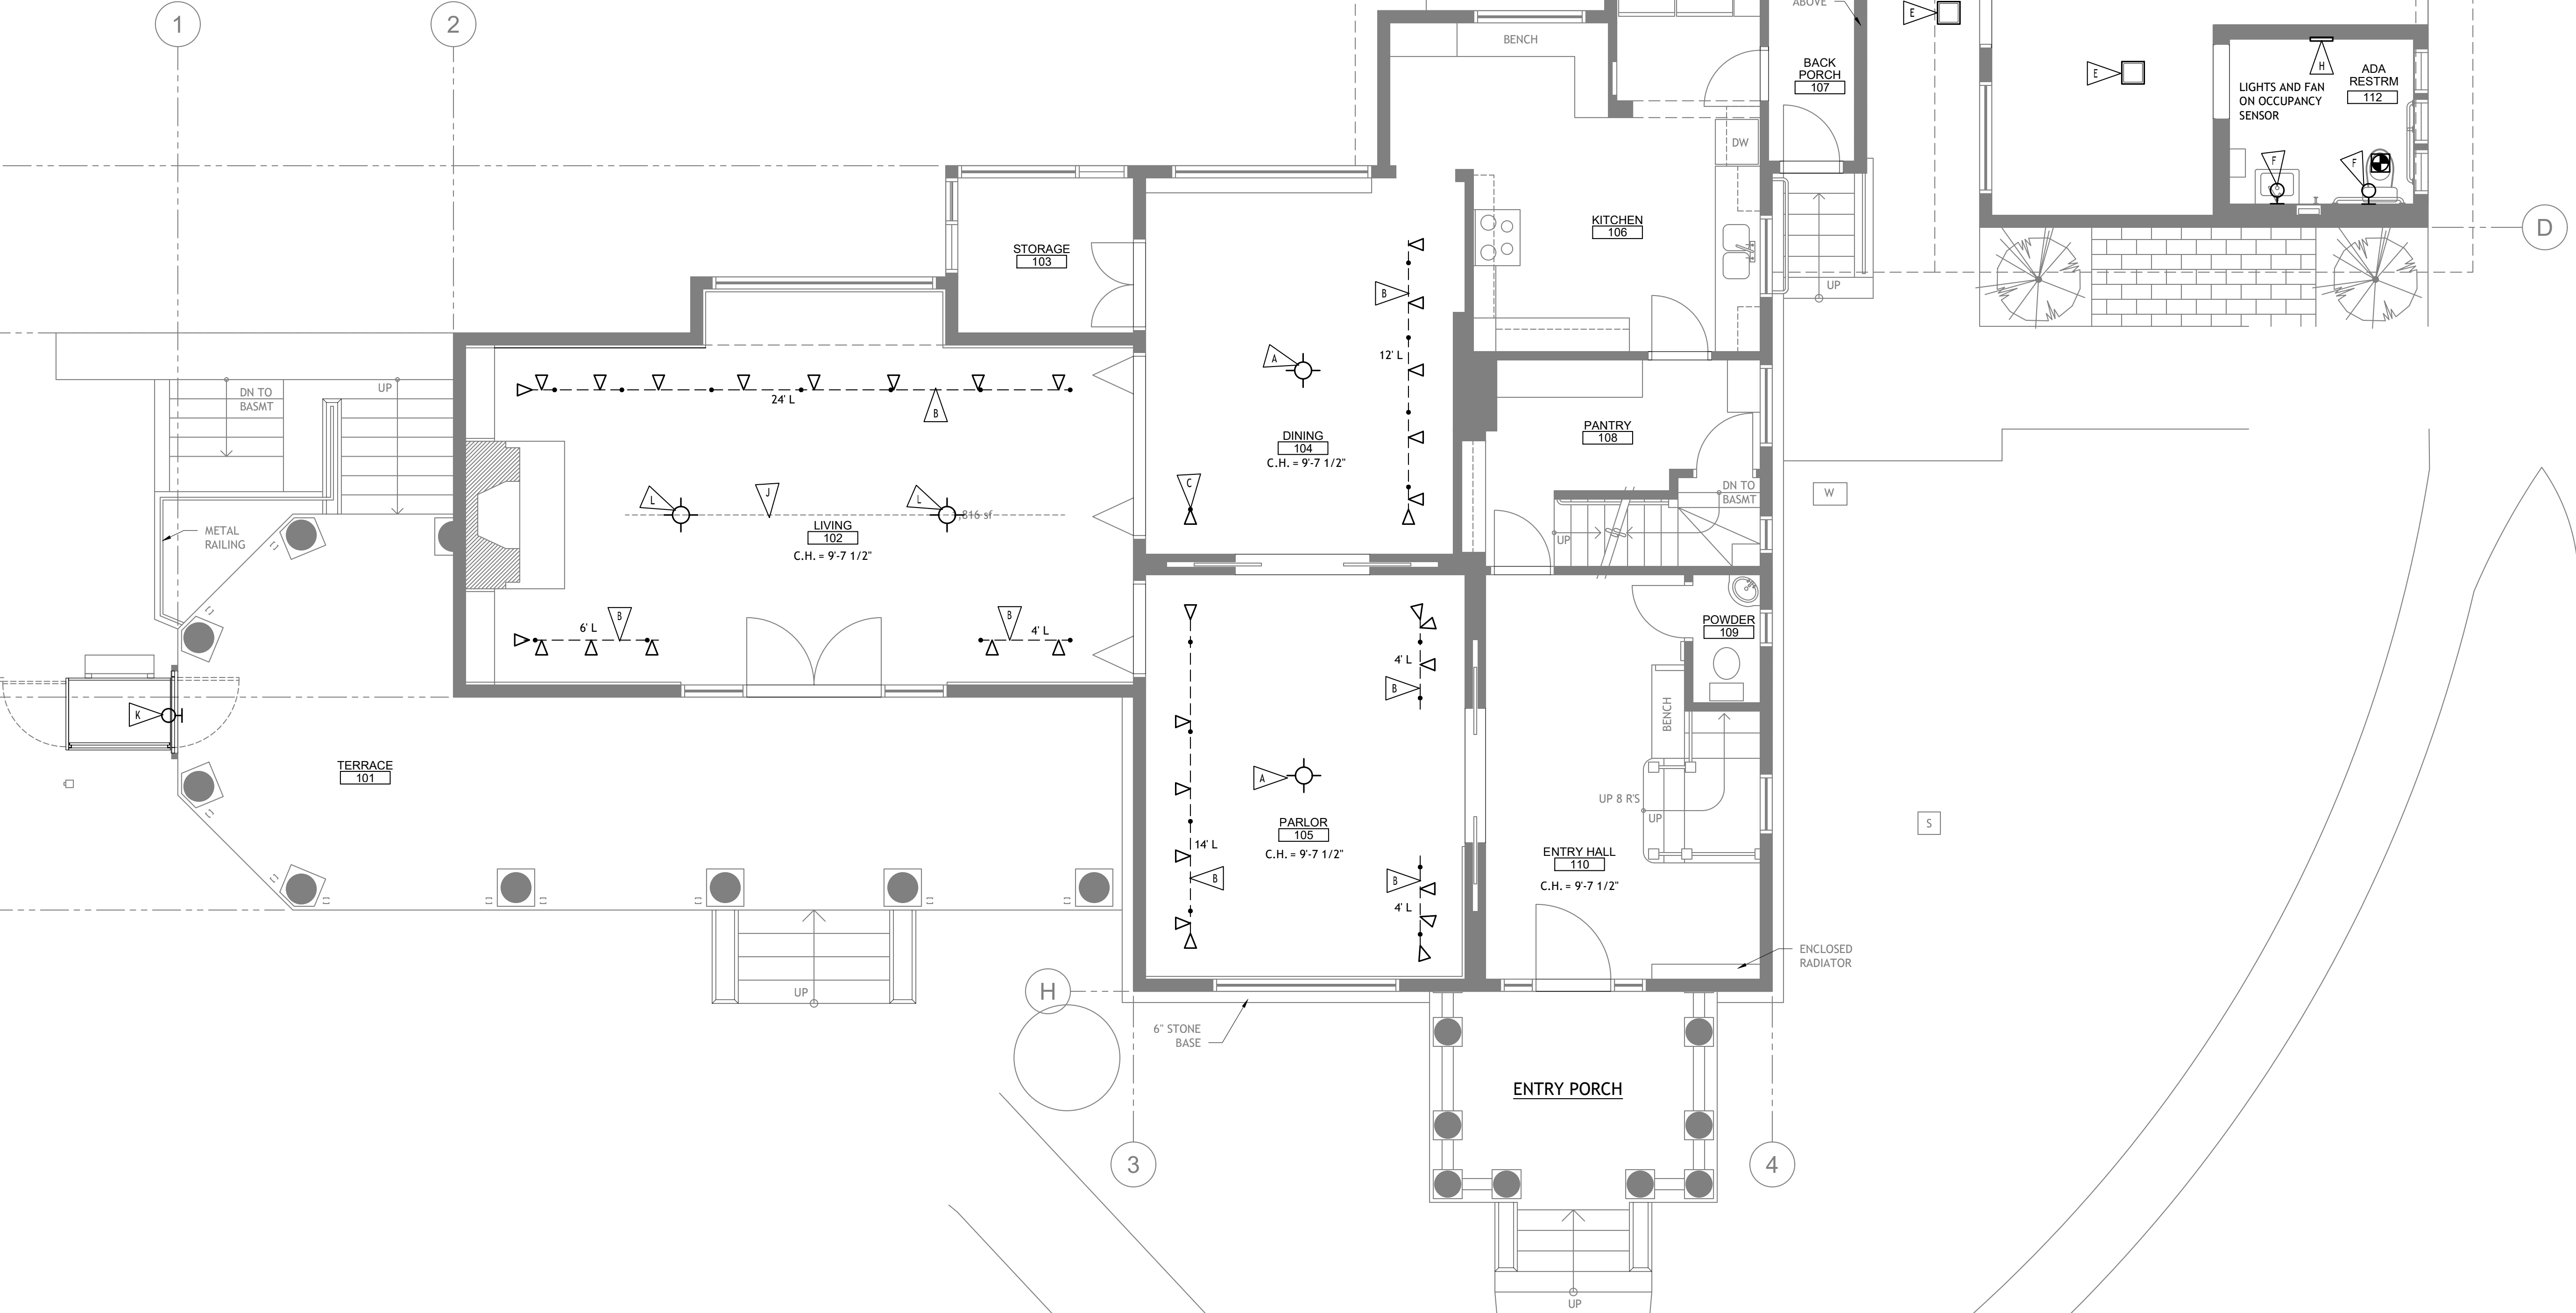 1
2
ABOVE
E
BENCH
BACK
PORCH
107
E
H
ADA
RESTRM
112
LIGHTS AND FAN
ON OCCUPANCY
SENSOR
F
F
DW
D
KITCHEN
106
STORAGE
103
UP
B
12' L
A
DN TO
BASMT
UP
24' L
B
DINING
104
C.H. = 9'-7 1/2"
PANTRY
108
C
DN TO
BASMT
W
METAL
RAILING
L
J
L
,816 sf
LIVING
102
C.H. = 9'-7 1/2"
UP
6' L
B
B
4' L
POWDER
109
4' L
B
K
BENCH
TERRACE
101
A
UP 8 R'S
UP
S
PARLOR
105
C.H. = 9'-7 1/2"
14' L
B
B
4' L
ENTRY HALL
110
C.H. = 9'-7 1/2"
ENCLOSED
RADIATOR
UP
H
6" STONE
BASE
ENTRY PORCH
3
4
UP